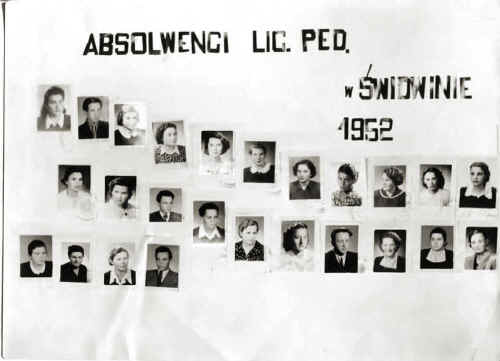 ABSOLWENCI LIC. PED.
W ŚWIDWINIE
1952